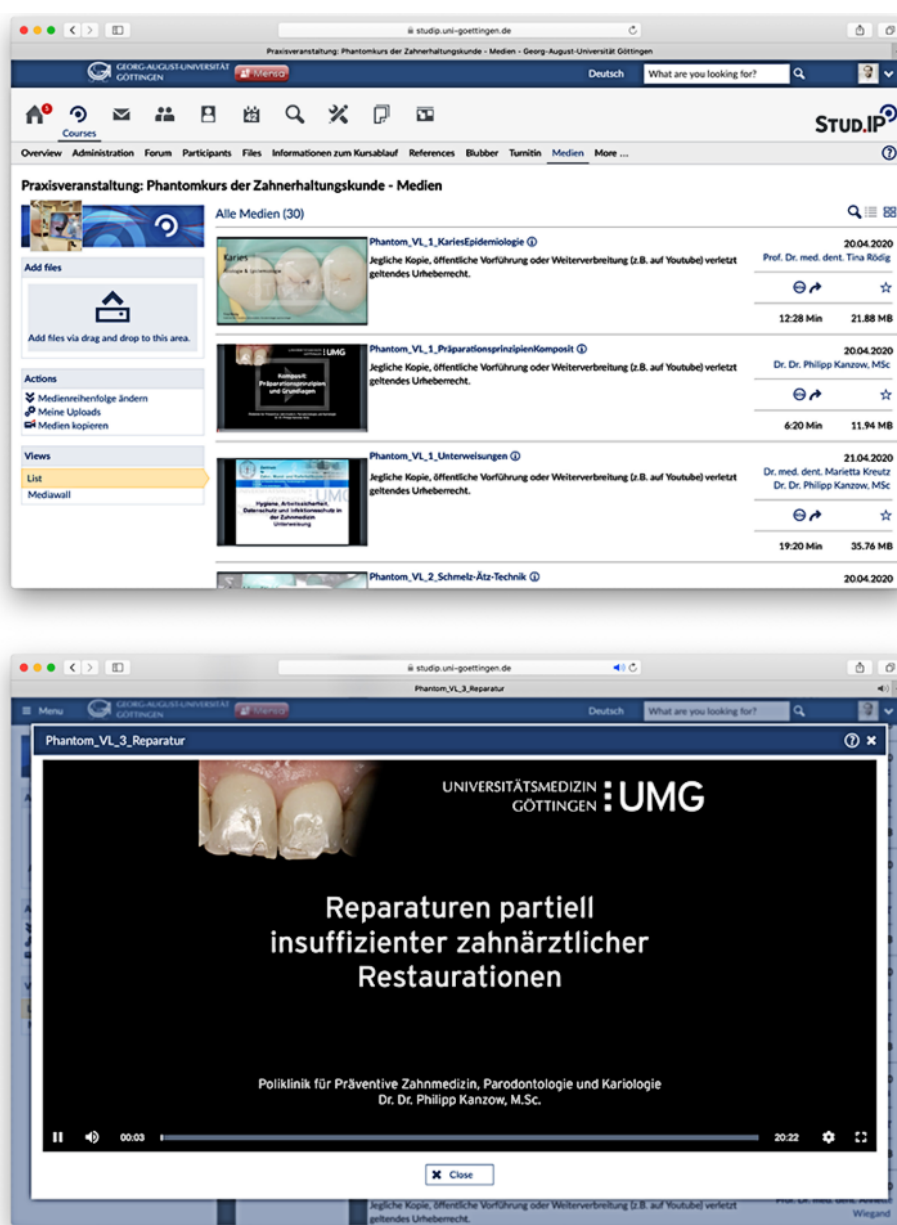 studip.uni-goettingen.de
Praxisveranstaltung: Phantomkurs der Zahnerhaltungskunde - Medien - Georg-August-Universität Göttingen
GEORG-AUGUST-UNIVERSITÄT
GÖTTINGEN
Mensa
Deutsch
What are you looking for?
5
Courses
STUD.IP
Overview Administration Forum Participants Files Informationen zum Kursablauf References Blubber Turnitin Medien More ...
Praxisveranstaltung: Phantomkurs der Zahnerhaltungskunde - Medien
Add files
Add files via drag and drop to this area.
Actions
Medienreihenfolge ändern
Meine Uploads
Medien kopieren
Views
List
Mediawall
Alle Medien (30)
Karies
Phantom_VL_1_KariesEpidemiologie
Jegliche Kopie, öffentliche Vorführung oder Weiterverbreitung (z.B. auf Youtube) verletzt
geltendes Urheberrecht.
20.04.2020
Prof. Dr. med. dent. Tina Rödig
12:28 Min 21.88 MB
UMG
Komposit
Präparationsprinzipien
und Grundlagen
Phantom_VL_1_PräparationsprinzipienKomposit
Jegliche Kopie, öffentliche Vorführung oder Weiterverbreitung (z.B. auf Youtube) verletzt
geltendes Urheberrecht.
20.04.2020
Dr. Dr. Philipp Kanzow, MSc
6:20 Min 11.94 MB
Hygiene, Arbeitssicherheit,
Datenschutz und Infektionsschutz in
der Zahnmedizin
Unterweisung
Phantom_VL_1_Unterweisungen
Jegliche Kopie, öffentliche Vorführung oder Weiterverbreitung (z.B. auf Youtube) verletzt
geltendes Urheberrecht.
21.04.2020
Dr. med. dent. Marietta Kreutz
Dr. Dr. Philipp Kanzow, MSc
19:20 Min 35.76 MB
Phantom_VL_2_Schmelz-Ätz-Technik
20.04.2020
studip.uni-goettingen.de
Phantom_VL_3_Reparatur
Menu
GEORG-AUGUST-UNIVERSITÄT
GÖTTINGEN
Mensa
Deutsch
What are you looking for?
Phantom_VL_3_Reparatur
UNIVERSITÄTSMEDIZIN
GÖTTINGEN UMG
Reparaturen partiell
insuffizienter zahnärztlicher
Restaurationen
Poliklinik für Präventive Zahnmedizin, Parodontologie und Kariologie
Dr. Dr. Philipp Kanzow, M.Sc.
00:03
20:22
Close
Jegliche Kopie, öffentliche Vorführung oder Weiterverbreitung (z.B. auf Youtube) verletzt
geltendes Urheberrecht.
Prof. Dr. med. dent. Annette
Wiegand